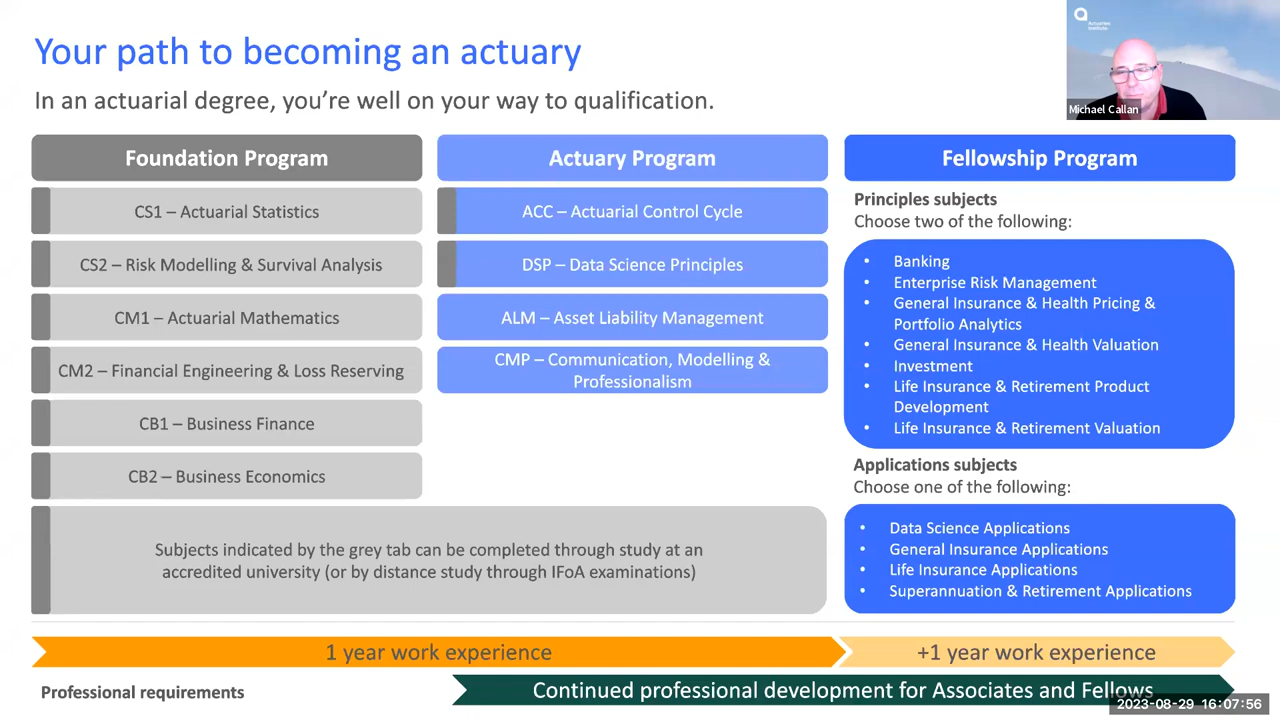 Your path to becoming an actuary
In an actuarial degree, you’re well on your way to qualification.
Actuaries
Institute
Michael Callan
Foundation Program
CS1 – Actuarial Statistics
CS2 – Risk Modelling & Survival Analysis
CM1 – Actuarial Mathematics
CM2 – Financial Engineering & Loss Reserving
CB1 – Business Finance
CB2 – Business Economics
Actuary Program
ACC – Actuarial Control Cycle
DSP – Data Science Principles
ALM – Asset Liability Management
CMP – Communication, Modelling &
Professionalism
Subjects indicated by the grey tab can be completed through study at an
accredited university (or by distance study through IFoA examinations)
Fellowship Program
Principles subjects
Choose two of the following:
• Banking
• Enterprise Risk Management
• General Insurance & Health Pricing &
Portfolio Analytics
• General Insurance & Health Valuation
• Investment
• Life Insurance & Retirement Product
Development
• Life Insurance & Retirement Valuation
Applications subjects
Choose one of the following:
• Data Science Applications
• General Insurance Applications
• Life Insurance Applications
• Superannuation & Retirement Applications
1 year work experience
+1 year work experience
Professional requirements
Continued professional development for Associates and Fellows
2023-08-29 16:07:56